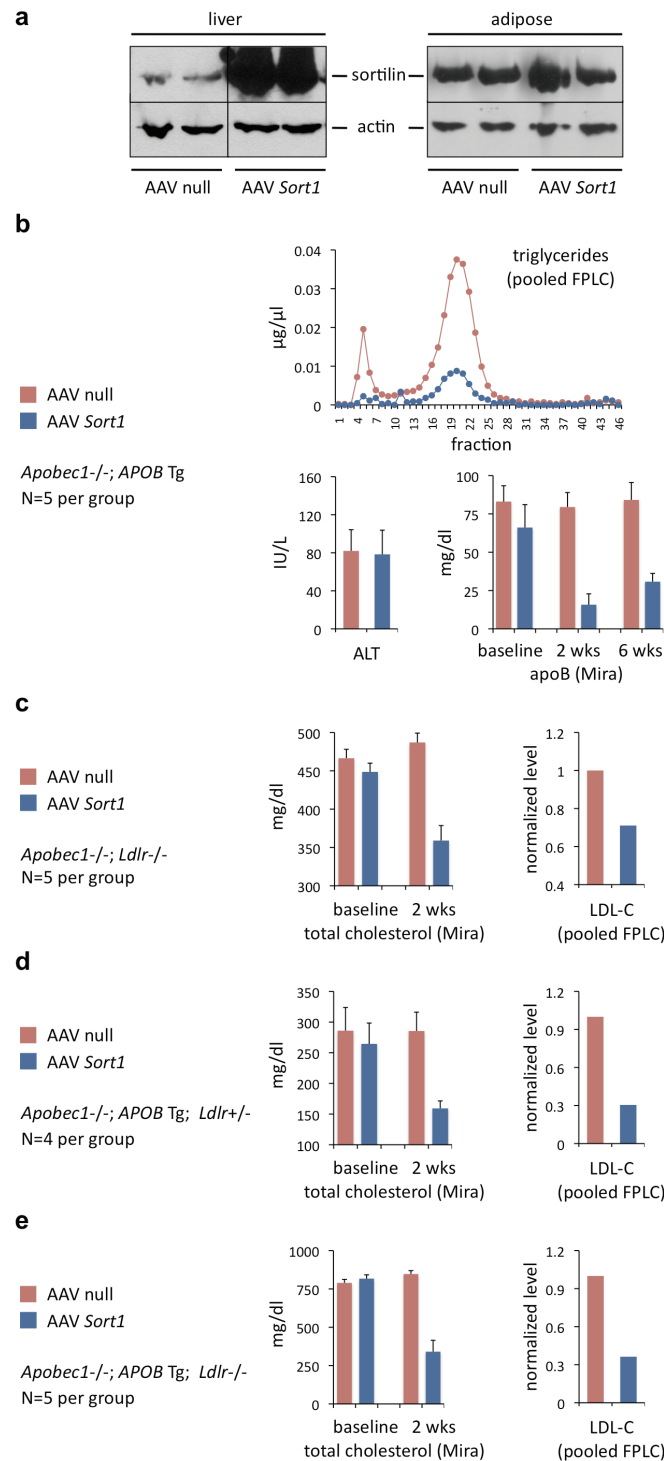 a
liver
adipose
sortilin
actin
AAV null
AAV Sort1
AAV null
AAV Sort1
b
AAV null
AAV Sort1
Apobec1-/-; APOB Tg
N=5 per group
triglycerides
(pooled FPLC)
µg/µl
0.04
0.03
0.02
0.01
0
1 4 7 10 13 16 19 22 25 28 31 34 37 40 43 46
fraction
IU/L
160
120
80
40
0
ALT
mg/dl
100
75
50
25
0
baseline 2 wks 6 wks
apoB (Mira)
c
AAV null
AAV Sort1
Apobec1-/-; Ldlr-/-
N=5 per group
mg/dl
500
450
400
350
300
baseline 2 wks
total cholesterol (Mira)
normalized level
1.2
1
0.8
0.6
0.4
LDL-C
(pooled FPLC)
d
AAV null
AAV Sort1
Apobec1-/-; APOB Tg; Ldlr+/-
N=4 per group
mg/dl
350
300
250
200
150
100
baseline 2 wks
total cholesterol (Mira)
normalized level
1.2
0.9
0.6
0.3
0
LDL-C
(pooled FPLC)
e
AAV null
AAV Sort1
Apobec1-/-; APOB Tg; Ldlr-/-
N=5 per group
mg/dl
1000
750
500
250
0
baseline 2 wks
total cholesterol (Mira)
normalized level
1.2
0.9
0.6
0.3
0
LDL-C
(pooled FPLC)